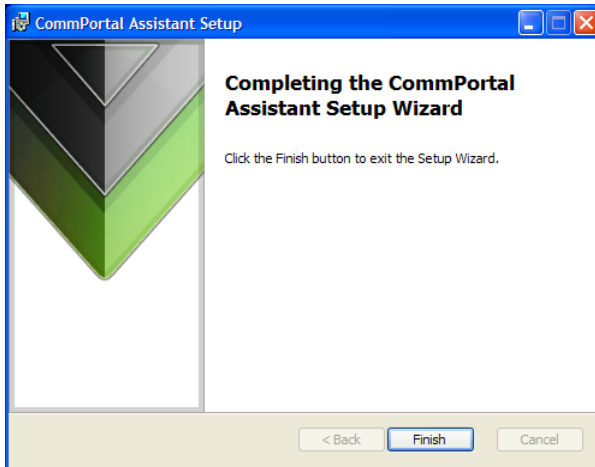 CommPortal Assistant Setup
Completing the CommPortal
Assistant Setup Wizard
Click the Finish button to exit the Setup Wizard.
< Back Finish Cancel